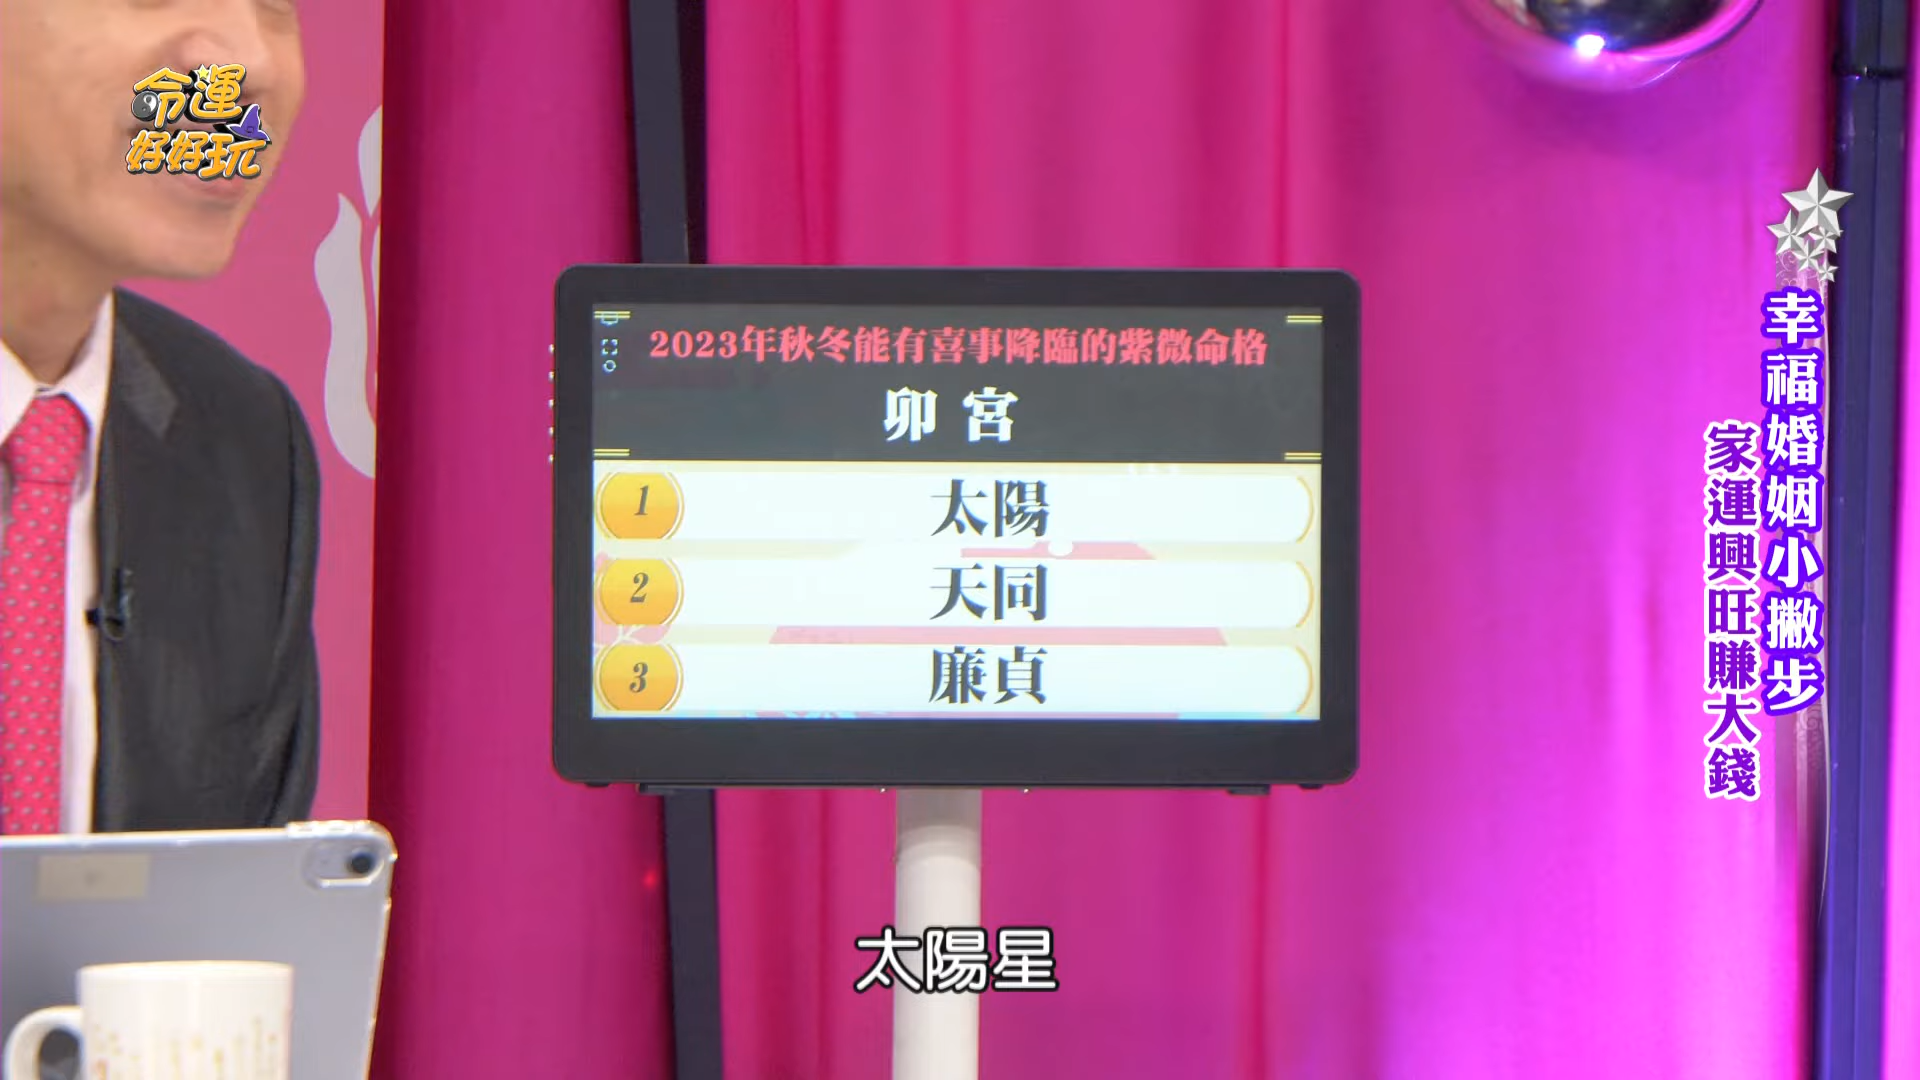 命運
好好玩
2023年秋冬能有喜事降臨的紫微命格
卯宮
1
太陽
2
天同
3
廉貞
幸福婚姻小撇步
家運興旺賺大錢
太陽星